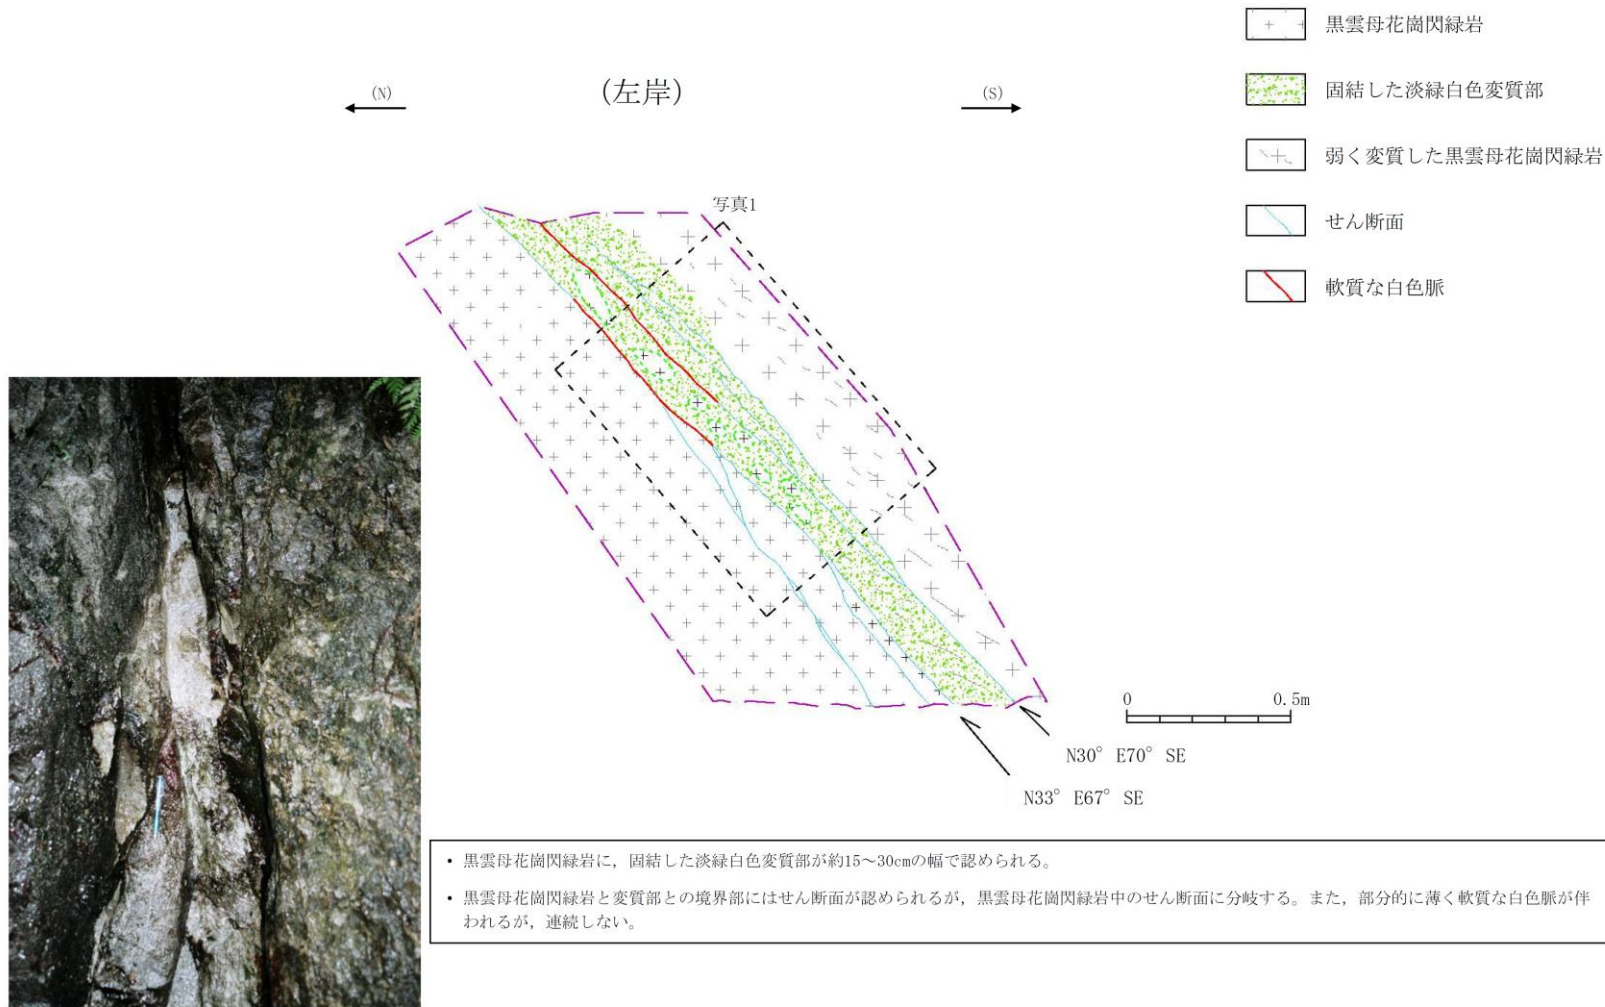 黒雲母花崗閃緑岩
固結した淡緑白色変質部
弱く変質した黒雲母花崗閃緑岩
せん断面
軟質な白色脈
(N)
(左岸)
(S)
写真1
0 0.5m
N30° E70° SE
N33° E67° SE
• 黒雲母花崗閃緑岩に，固結した淡緑白色変質部が約15～30cmの幅で認められる。
• 黒雲母花崗閃緑岩と変質部との境界部にはせん断面が認められるが，黒雲母花崗閃緑岩中のせん断面に分岐する。また，部分的に薄く軟質な白色脈が伴
われるが，連続しない。